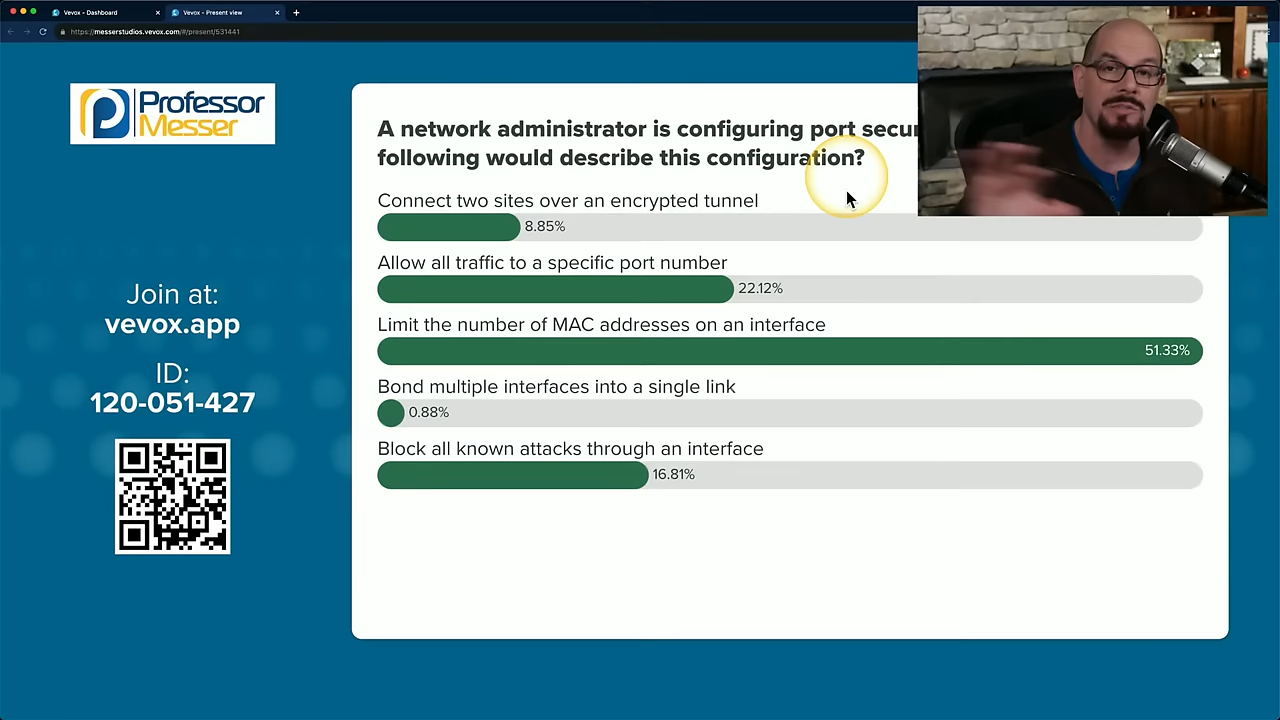 Vevox - Dashboard
Vevox - Present view
https://messerstudios.vevox.com/#/present/531441
Professor
Messer
Join at:
vevox.app
ID:
120-051-427
A network administrator is configuring port secur
following would describe this configuration?
Connect two sites over an encrypted tunnel
8.85%
Allow all traffic to a specific port number
22.12%
Limit the number of MAC addresses on an interface
51.33%
Bond multiple interfaces into a single link
0.88%
Block all known attacks through an interface
16.81%